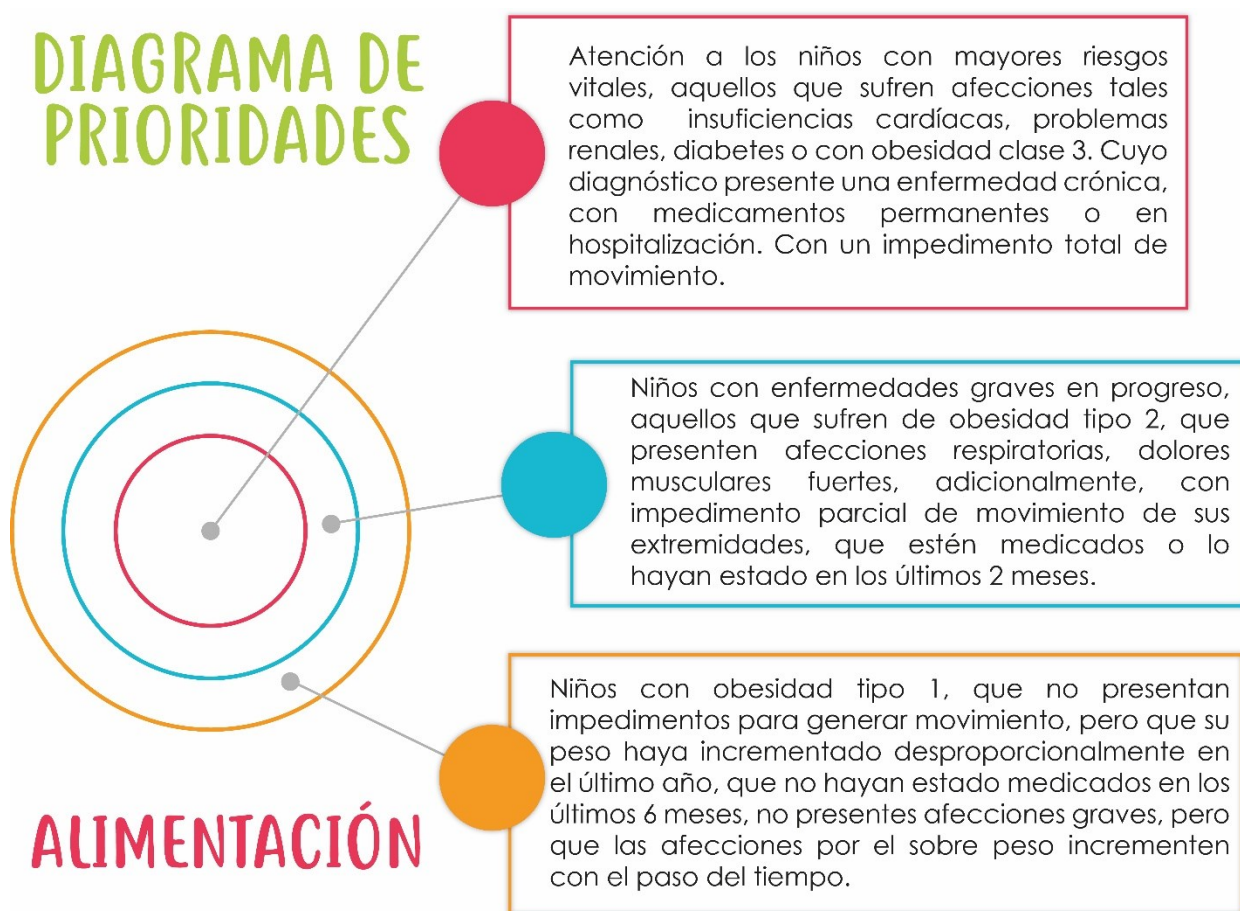 DIAGRAMA DE
PRIORIDADES
Atención a los niños con mayores riesgos
vitales, aquellos que sufren afecciones tales
como insuficiencias cardíacas, problemas
renales, diabetes o con obesidad clase 3. Cuyo
diagnóstico presente una enfermedad crónica,
con medicamentos permanentes o en
hospitalización. Con un impedimento total de
movimiento.
Niños con enfermedades graves en progreso,
aquellos que sufren de obesidad tipo 2, que
presenten afecciones respiratorias, dolores
musculares fuertes, adicionalmente, con
impedimento parcial de movimiento de sus
extremidades, que estén medicados o lo
hayan estado en los últimos 2 meses.
Niños con obesidad tipo 1, que no presentan
impedimentos para generar movimiento, pero que su
peso haya incrementado desproporcionalmente en
el último año, que no hayan estado medicados en los
últimos 6 meses, no presentes afecciones graves, pero
que las afecciones por el sobre peso incrementen
con el paso del tiempo.
ALIMENTACIÓN